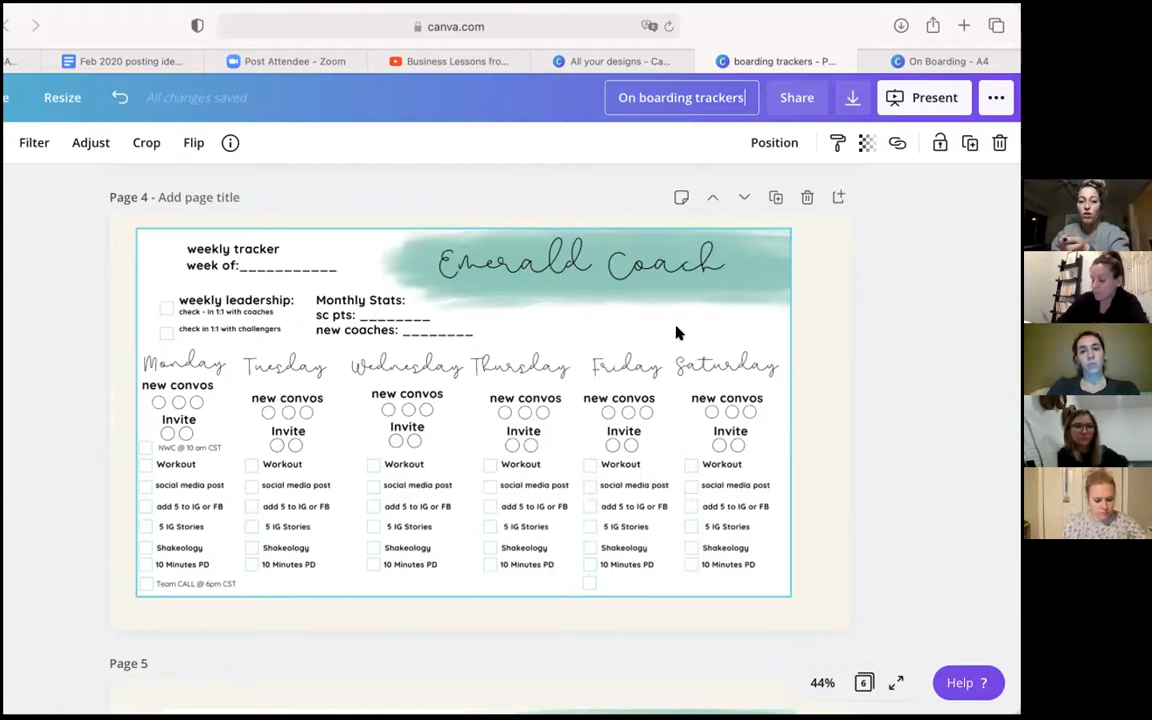 canva.com
A...
Feb 2020 posting ide...
Post Attendee - Zoom
Business Lessons fro...
All your designs - Ca...
boarding trackers - P...
On Boarding - A4
e
Resize
All changes saved
On boarding trackers
Share
Present
Filter
Adjust
Crop
Flip
Position
Page 4 - Add page title
weekly tracker
week of:___________
Emerald Coach
weekly leadership:
check - in 1:1 with coaches
check in 1:1 with challengers
Monthly Stats:
sc pts: ________
new coaches: ________
Monday Tuesday Wednesday Thursday Friday Saturday
new convos new convos new convos new convos new convos new convos
Invite Invite Invite Invite Invite Invite
NWC @ 10 am CST
Workout Workout Workout Workout Workout Workout
social media post social media post social media post social media post social media post social media post
add 5 to IG or FB add 5 to IG or FB add 5 to IG or FB add 5 to IG or FB add 5 to IG or FB add 5 to IG or FB
5 IG Stories 5 IG Stories 5 IG Stories 5 IG Stories 5 IG Stories 5 IG Stories
Shakeology Shakeology Shakeology Shakeology Shakeology Shakeology
10 Minutes PD 10 Minutes PD 10 Minutes PD 10 Minutes PD 10 Minutes PD 10 Minutes PD
Team CALL @ 6pm CST
Page 5
44%
6
Help ?